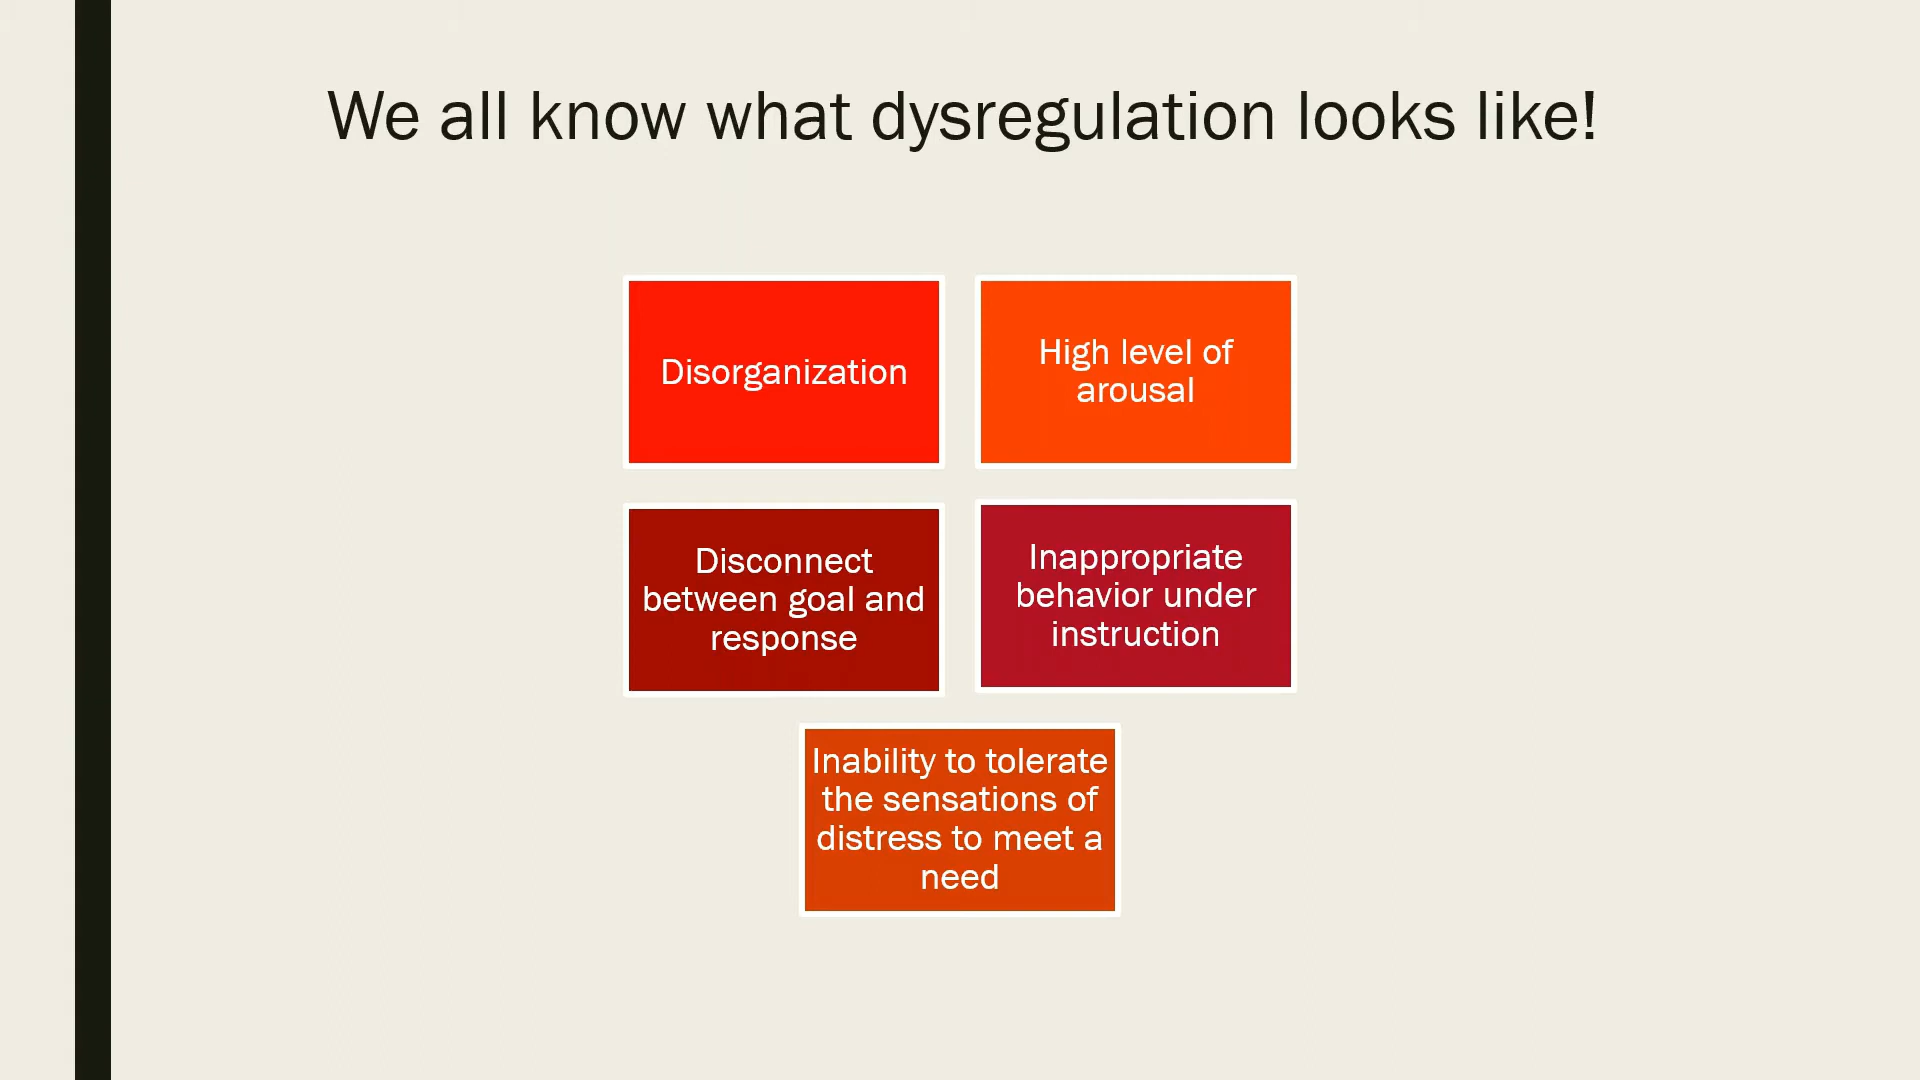 We all know what dysregulation looks like!
Disorganization
High level of
arousal
Disconnect
between goal and
response
Inappropriate
behavior under
instruction
Inability to tolerate
the sensations of
distress to meet a
need